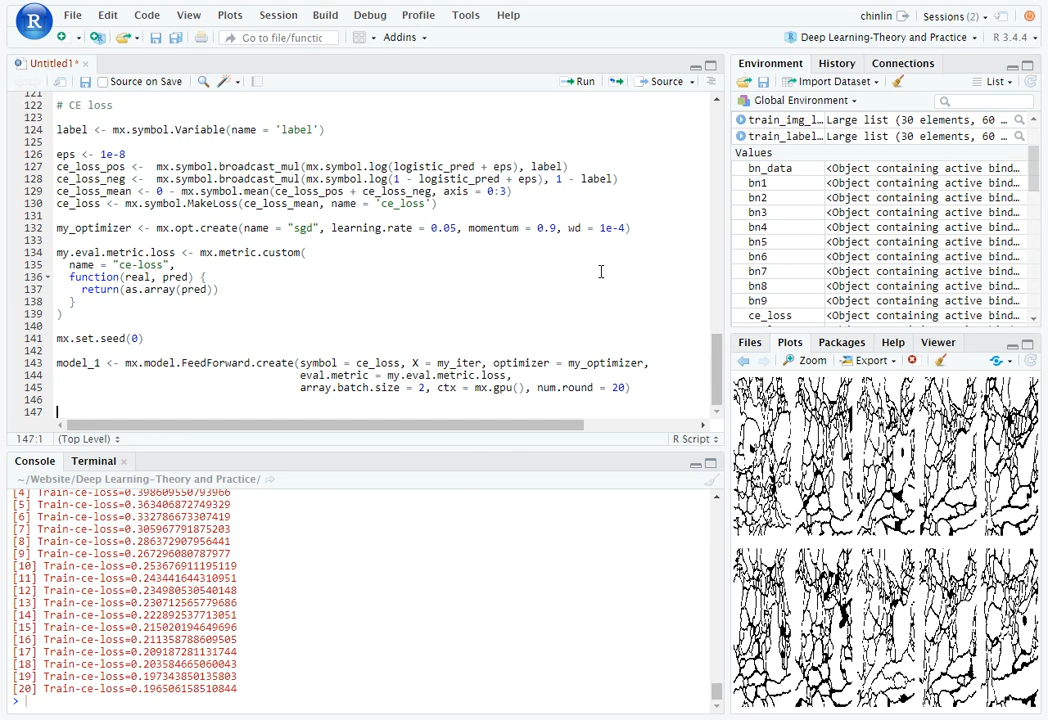 R File Edit Code View Plots Session Build Debug Profile Tools Help chinlin Sessions (2)
Go to file/functic Addins Deep Learning-Theory and Practice R 3.4.4
Untitled1*
Source on Save Run Source
121
122 # CE loss
123
124 label <- mx.symbol.Variable(name = 'label')
125
126 eps <- 1e-8
127 ce_loss_pos <- mx.symbol.broadcast_mul(mx.symbol.log(logistic_pred + eps), label)
128 ce_loss_neg <- mx.symbol.broadcast_mul(mx.symbol.log(1 - logistic_pred + eps), 1 - label)
129 ce_loss_mean <- 0 - mx.symbol.mean(ce_loss_pos + ce_loss_neg, axis = 0:3)
130 ce_loss <- mx.symbol.MakeLoss(ce_loss_mean, name = 'ce_loss')
131
132 my_optimizer <- mx.opt.create(name = "sgd", learning.rate = 0.05, momentum = 0.9, wd = 1e-4)
133
134 my.eval.metric.loss <- mx.metric.custom(
135 name = "ce-loss",
136 function(real, pred) {
137 return(as.array(pred))
138 }
139 )
140
141 mx.set.seed(0)
142
143 model_1 <- mx.model.FeedForward.create(symbol = ce_loss, X = my_iter, optimizer = my_optimizer,
144 eval.metric = my.eval.metric.loss,
145 array.batch.size = 2, ctx = mx.gpu(), num.round = 20)
146
147
147:1 (Top Level) R Script
Console Terminal
~/Website/Deep Learning-Theory and Practice/
[4] Train-ce-loss=0.398609550793966
[5] Train-ce-loss=0.363406872749329
[6] Train-ce-loss=0.332786673307419
[7] Train-ce-loss=0.305967791875203
[8] Train-ce-loss=0.286372907956441
[9] Train-ce-loss=0.267296080787977
[10] Train-ce-loss=0.253676911195119
[11] Train-ce-loss=0.243441644310951
[12] Train-ce-loss=0.234980530540148
[13] Train-ce-loss=0.230712565779686
[14] Train-ce-loss=0.222892537713051
[15] Train-ce-loss=0.215020194649696
[16] Train-ce-loss=0.211358788609505
[17] Train-ce-loss=0.209187281131744
[18] Train-ce-loss=0.203584665060043
[19] Train-ce-loss=0.197343850135803
[20] Train-ce-loss=0.196506158510844
>
Environment History Connections
Import Dataset List
Global Environment
train_img_l… Large list (30 elements, 60 …
train_label… Large list (30 elements, 60 …
Values
bn_data <Object containing active bind…
bn1 <Object containing active bind…
bn2 <Object containing active bind…
bn3 <Object containing active bind…
bn4 <Object containing active bind…
bn5 <Object containing active bind…
bn6 <Object containing active bind…
bn7 <Object containing active bind…
bn8 <Object containing active bind…
bn9 <Object containing active bind…
ce_loss <Object containing active bind…
Files Plots Packages Help Viewer
Zoom Export